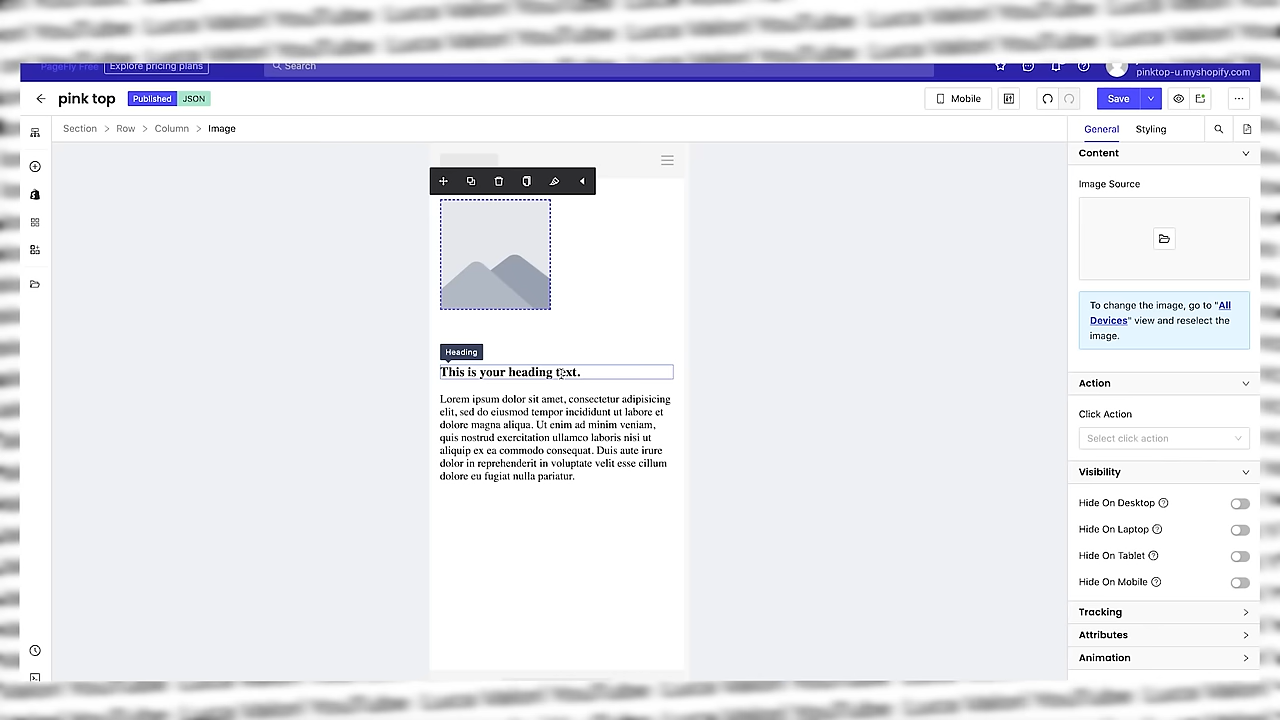 PageFly Free
Explore pricing plans
Search
pinktop-u.myshopify.com
pink top
Published
JSON
Mobile
Save
Section > Row > Column > Image
General
Styling
Content
Image Source
To change the image, go to "All
Devices" view and reselect the
image.
Heading
This is your heading text.
Lorem ipsum dolor sit amet, consectetur adipisicing
elit, sed do eiusmod tempor incididunt ut labore et
dolore magna aliqua. Ut enim ad minim veniam,
quis nostrud exercitation ullamco laboris nisi ut
aliquip ex ea commodo consequat. Duis aute irure
dolor in reprehenderit in voluptate velit esse cillum
dolore eu fugiat nulla pariatur.
Action
Click Action
Select click action
Visibility
Hide On Desktop
Hide On Laptop
Hide On Tablet
Hide On Mobile
Tracking
Attributes
Animation